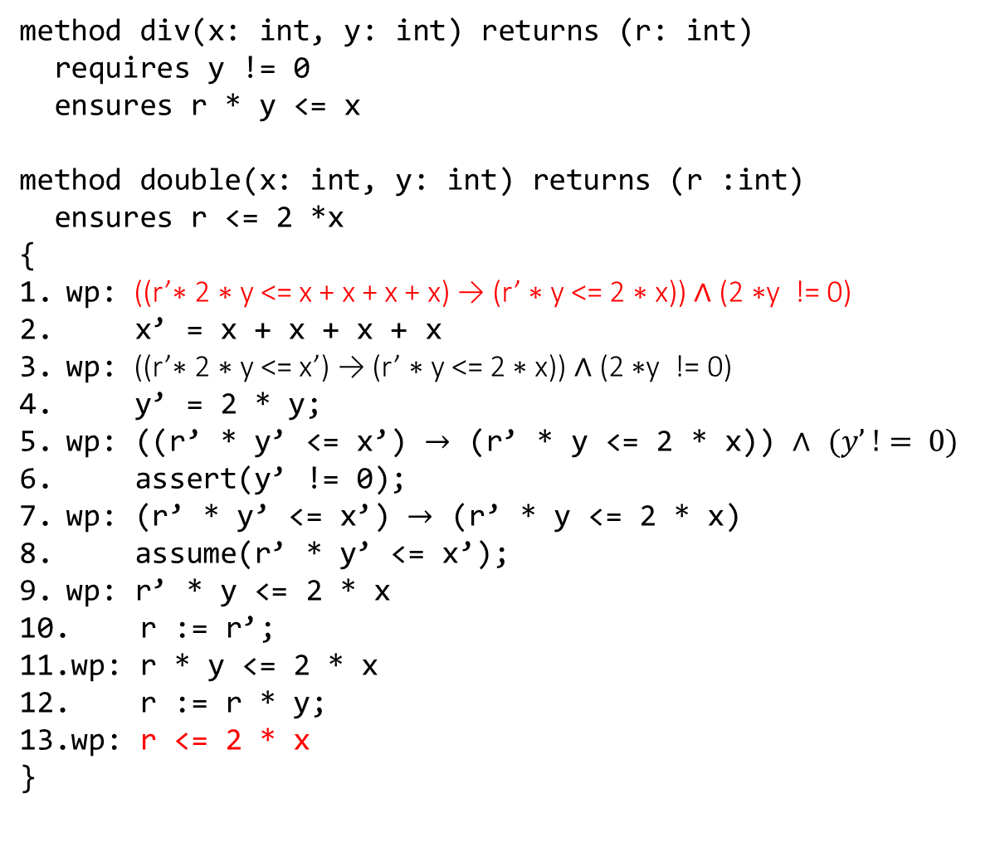 method div(x: int, y: int) returns (r: int)
requires y != 0
ensures r * y <= x
method double(x: int, y: int) returns (r :int)
ensures r <= 2 *x
{
1. wp: ((r’∗ 2 ∗ y <= x + x + x + x) → (r’ ∗ y <= 2 ∗ x)) ∧ (2 ∗y != 0)
2. x’ = x + x + x + x
3. wp: ((r’∗ 2 ∗ y <= x’) → (r’ ∗ y <= 2 ∗ x)) ∧ (2 ∗y != 0)
4. y’ = 2 * y;
5. wp: ((r’ * y’ <= x’) → (r’ * y <= 2 * x)) ∧ (y’! = 0)
6. assert(y’ != 0);
7. wp: (r’ * y’ <= x’) → (r’ * y <= 2 * x)
8. assume(r’ * y’ <= x’);
9. wp: r’ * y <= 2 * x
10. r := r’;
11.wp: r * y <= 2 * x
12. r := r * y;
13.wp: r <= 2 * x
}